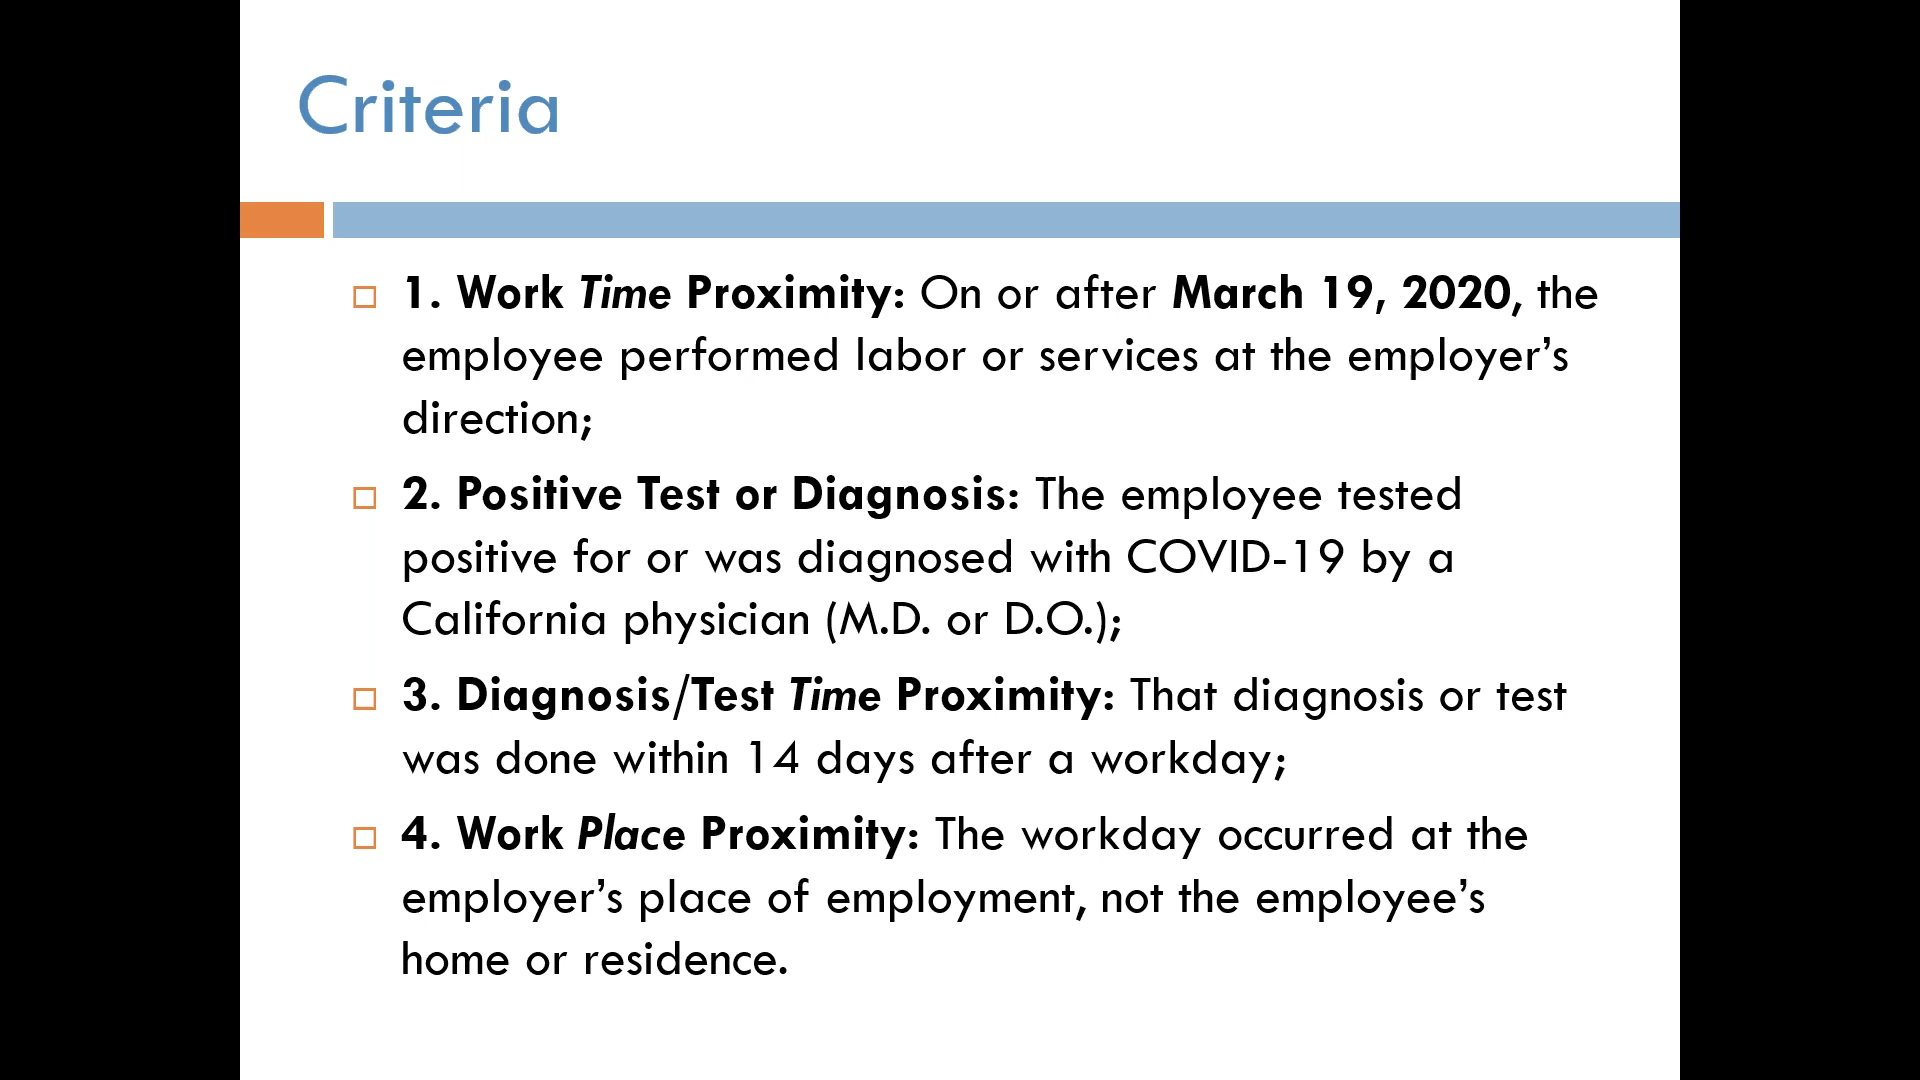 Criteria
1. Work Time Proximity: On or after March 19, 2020, the
employee performed labor or services at the employer’s
direction;
2. Positive Test or Diagnosis: The employee tested
positive for or was diagnosed with COVID-19 by a
California physician (M.D. or D.O.);
3. Diagnosis/Test Time Proximity: That diagnosis or test
was done within 14 days after a workday;
4. Work Place Proximity: The workday occurred at the
employer’s place of employment, not the employee’s
home or residence.